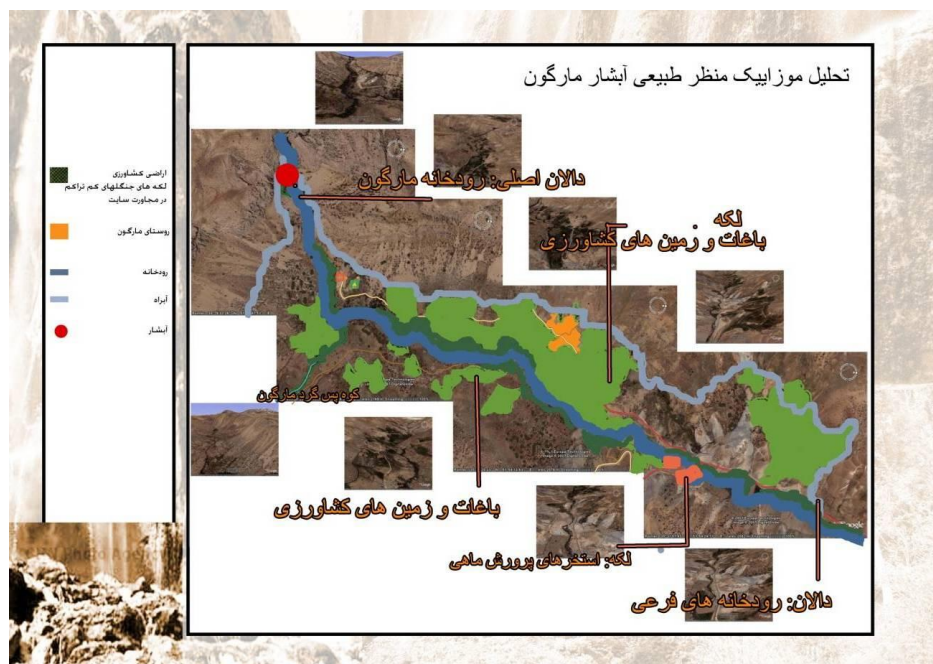 تحلیل موزاییک منظر طبیعی آبشار مارگون
دالان اصلی: رودخانه مارگون
لکه
باغات و زمین های کشاورزی
اراضی کشاورزی
لکه های جنگلهای کم تراکم
در مجاورت سایت
روستای مارگون
رودخانه
آبراه
آبشار
کوه پس گرد مارگون
باغات و زمین های کشاورزی
لکه: استخرهای پرورش ماهی
دالان: رودخانه های فرعی